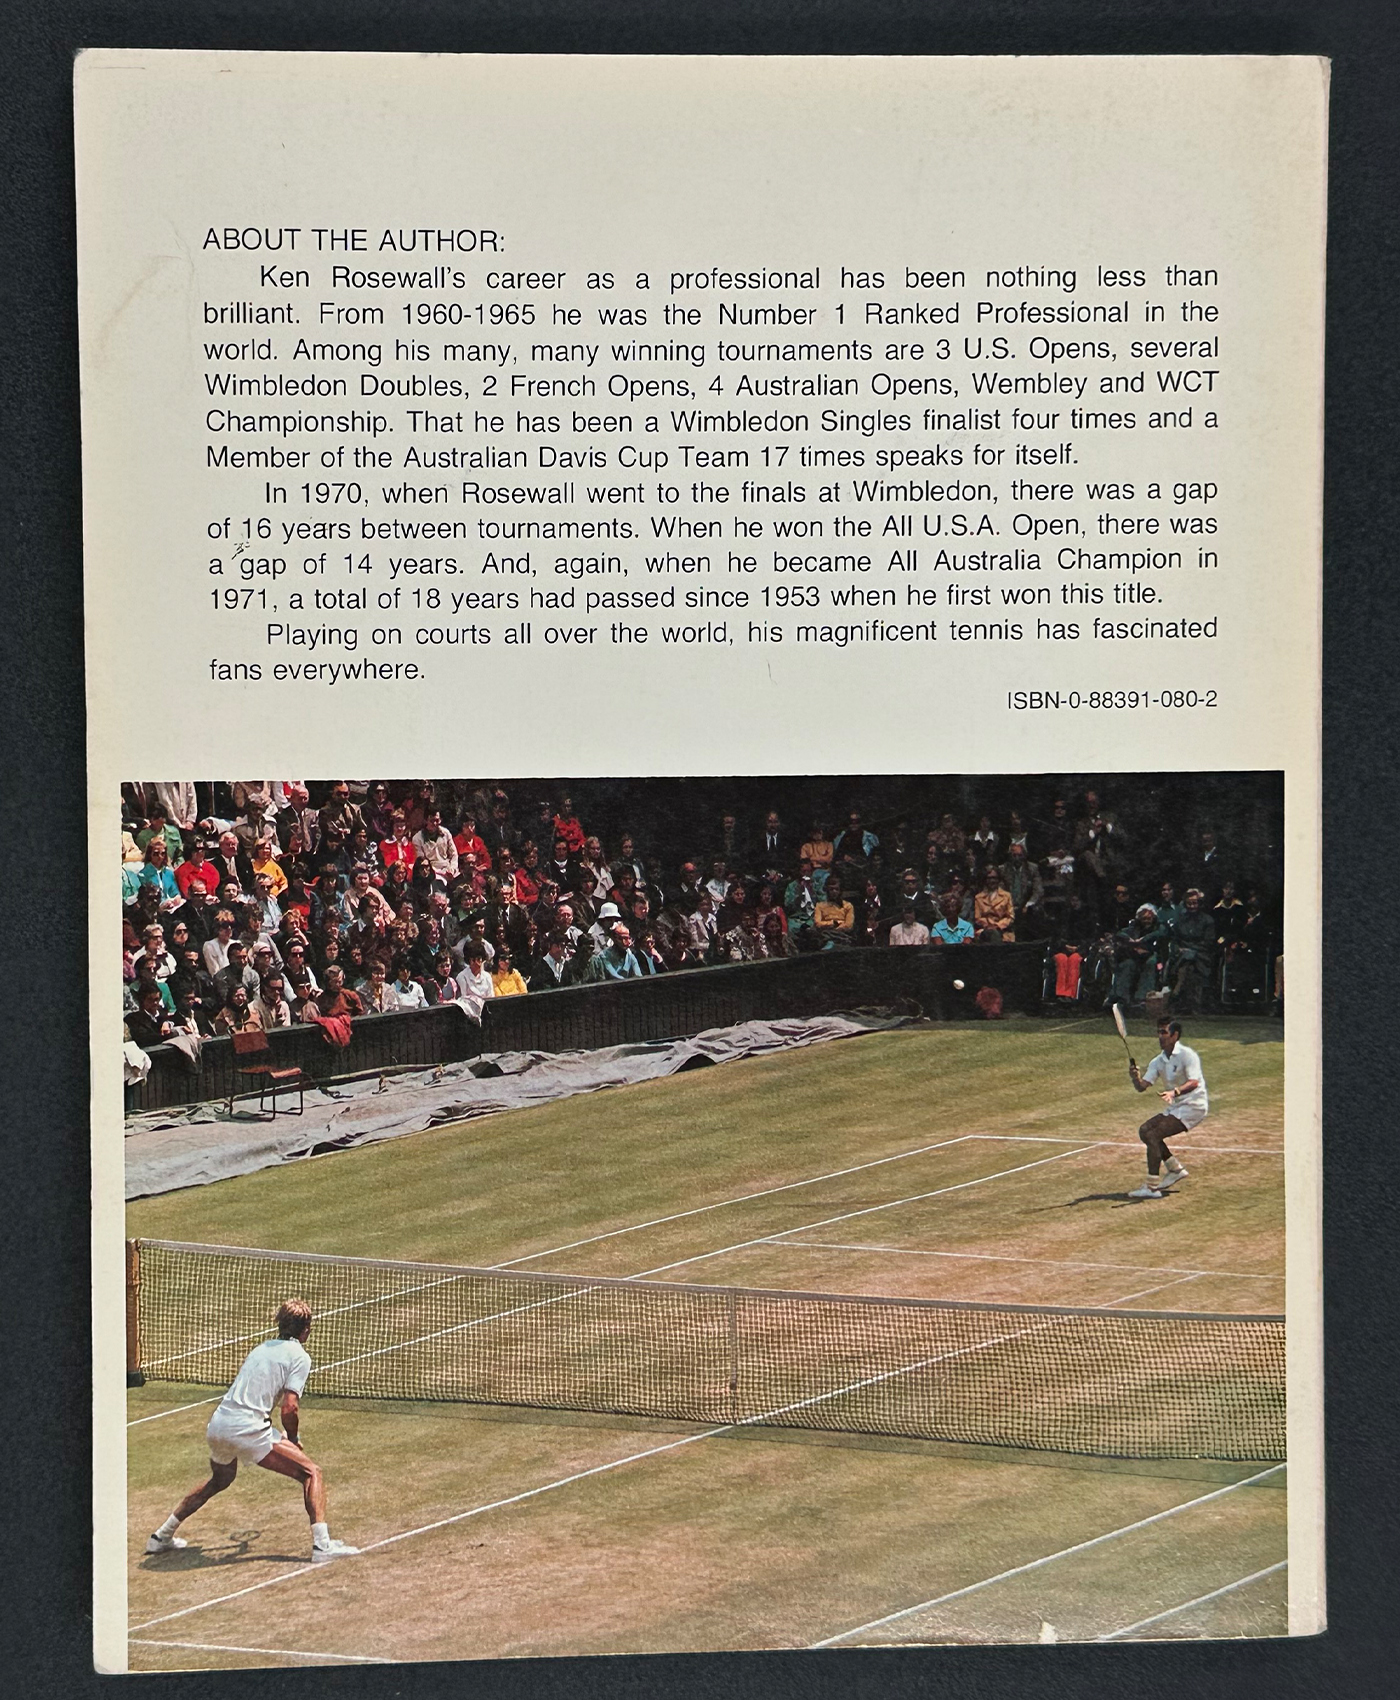 ABOUT THE AUTHOR:
Ken Rosewall's career as a professional has been nothing less than
brilliant. From 1960-1965 he was the Number 1 Ranked Professional in the
world. Among his many, many winning tournaments are 3 U.S. Opens, several
Wimbledon Doubles, 2 French Opens, 4 Australian Opens, Wembley and WCT
Championship. That he has been a Wimbledon Singles finalist four times and a
Member of the Australian Davis Cup Team 17 times speaks for itself.
In 1970, when Rosewall went to the finals at Wimbledon, there was a gap
of 16 years between tournaments. When he won the All U.S.A. Open, there was
a gap of 14 years. And, again, when he became All Australia Champion in
1971, a total of 18 years had passed since 1953 when he first won this title.
Playing on courts all over the world, his magnificent tennis has fascinated
fans everywhere.
ISBN-0-88391-080-2